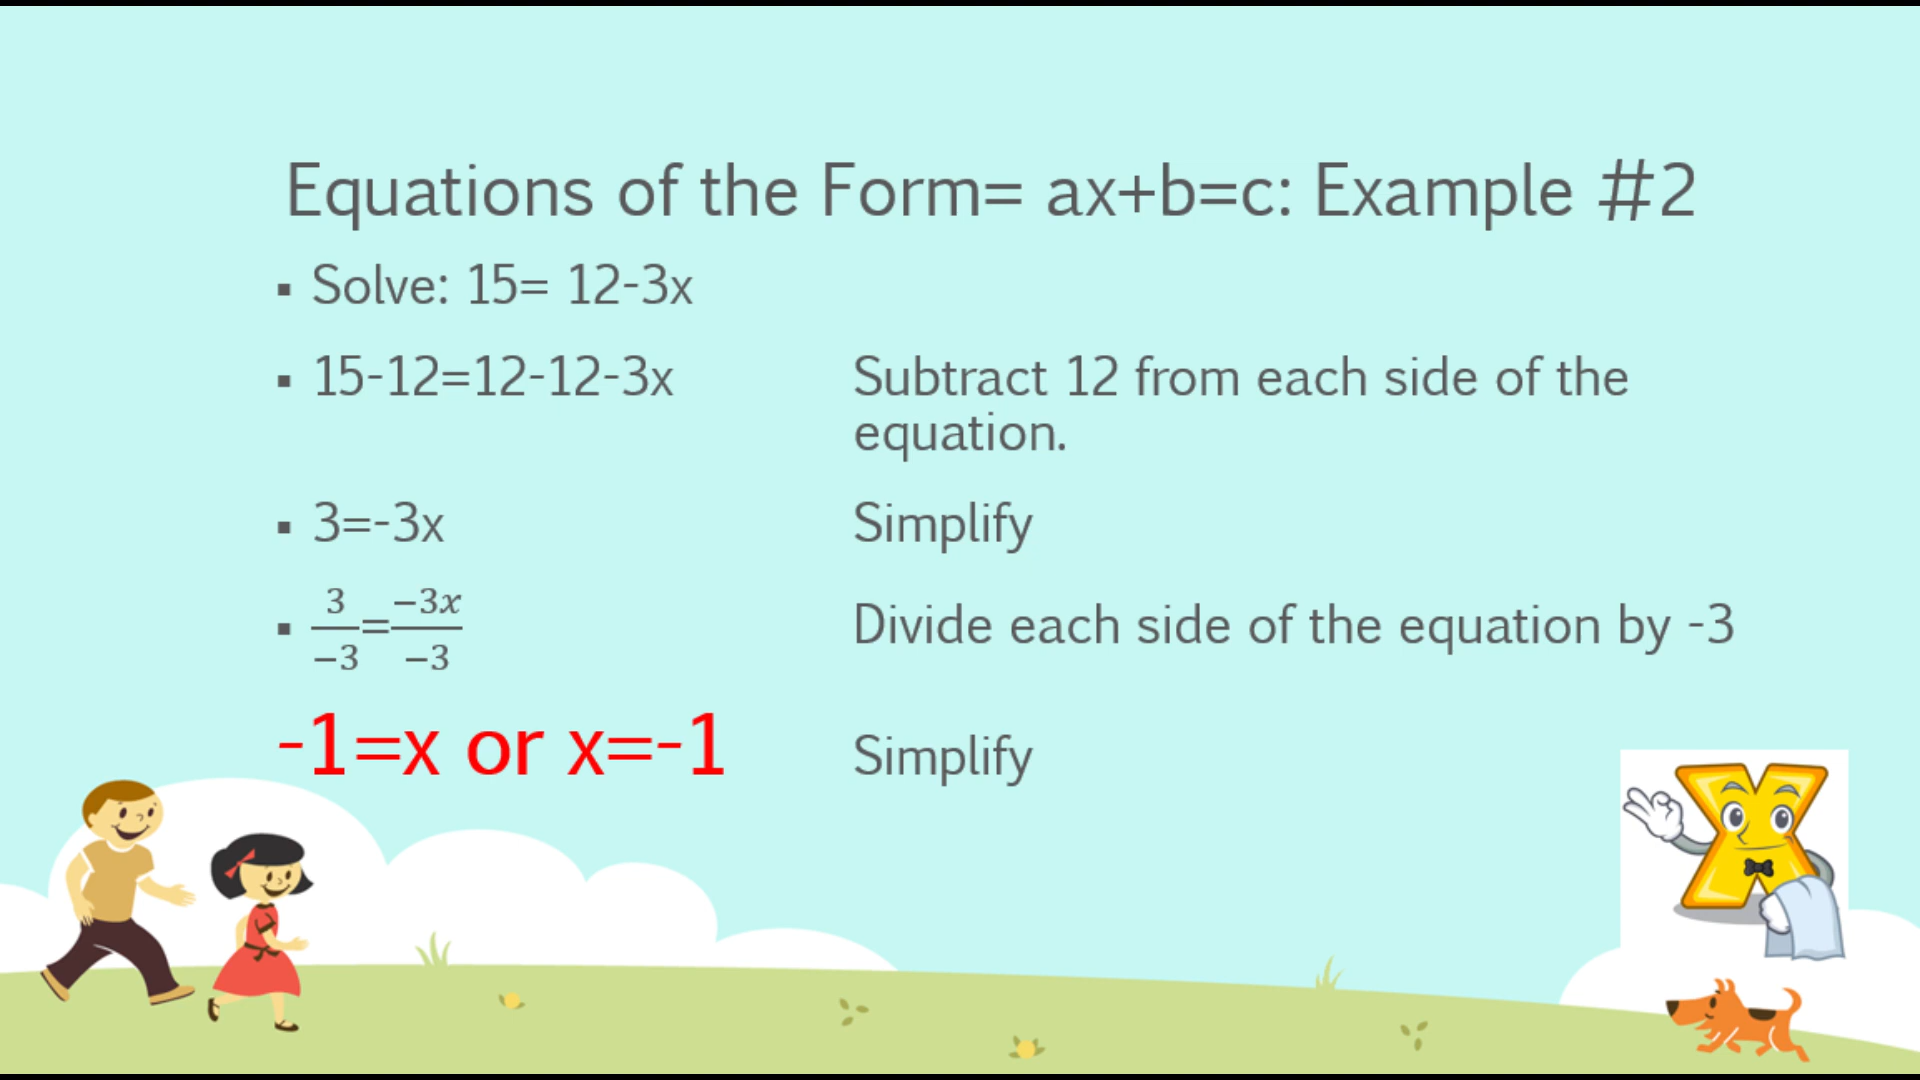 Equations of the Form= ax+b=c: Example #2
▪ Solve: 15= 12-3x
▪ 15-12=12-12-3x Subtract 12 from each side of the
equation.
▪ 3=-3x Simplify
▪ 3/−3=−3x/−3 Divide each side of the equation by -3
-1=x or x=-1 Simplify
X